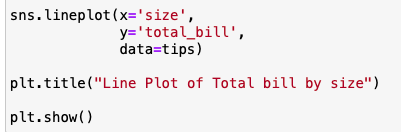 sns.lineplot(x='size',
             y='total_bill',
             data=tips)
plt.title("Line Plot of Total bill by size")
plt.show()